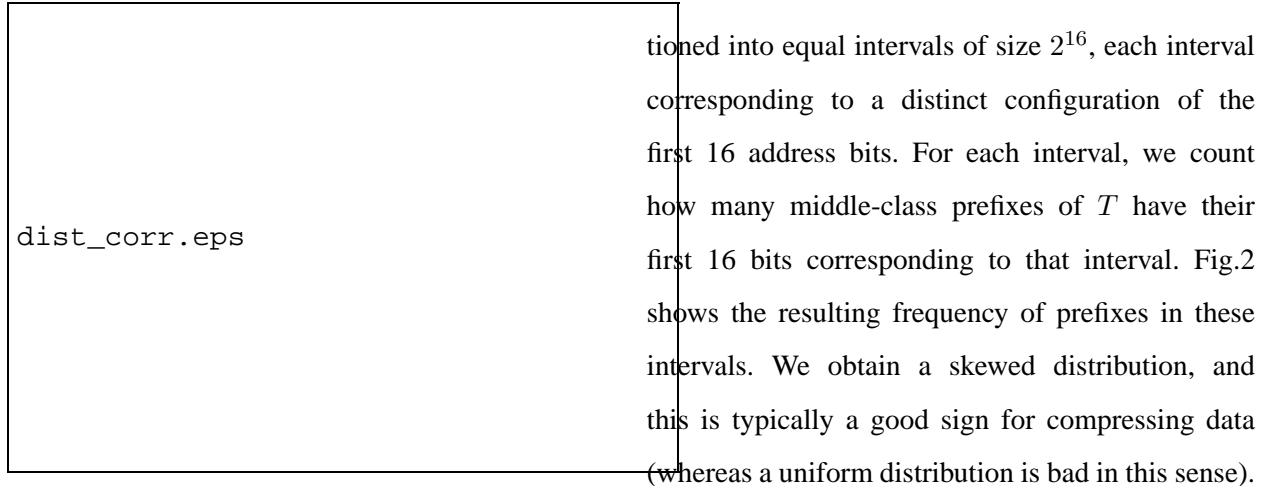 dist_corr.eps
tioned into equal intervals of size 2^16, each interval
corresponding to a distinct configuration of the
first 16 address bits. For each interval, we count
how many middle-class prefixes of T have their
first 16 bits corresponding to that interval. Fig.2
shows the resulting frequency of prefixes in these
intervals. We obtain a skewed distribution, and
this is typically a good sign for compressing data
(whereas a uniform distribution is bad in this sense).